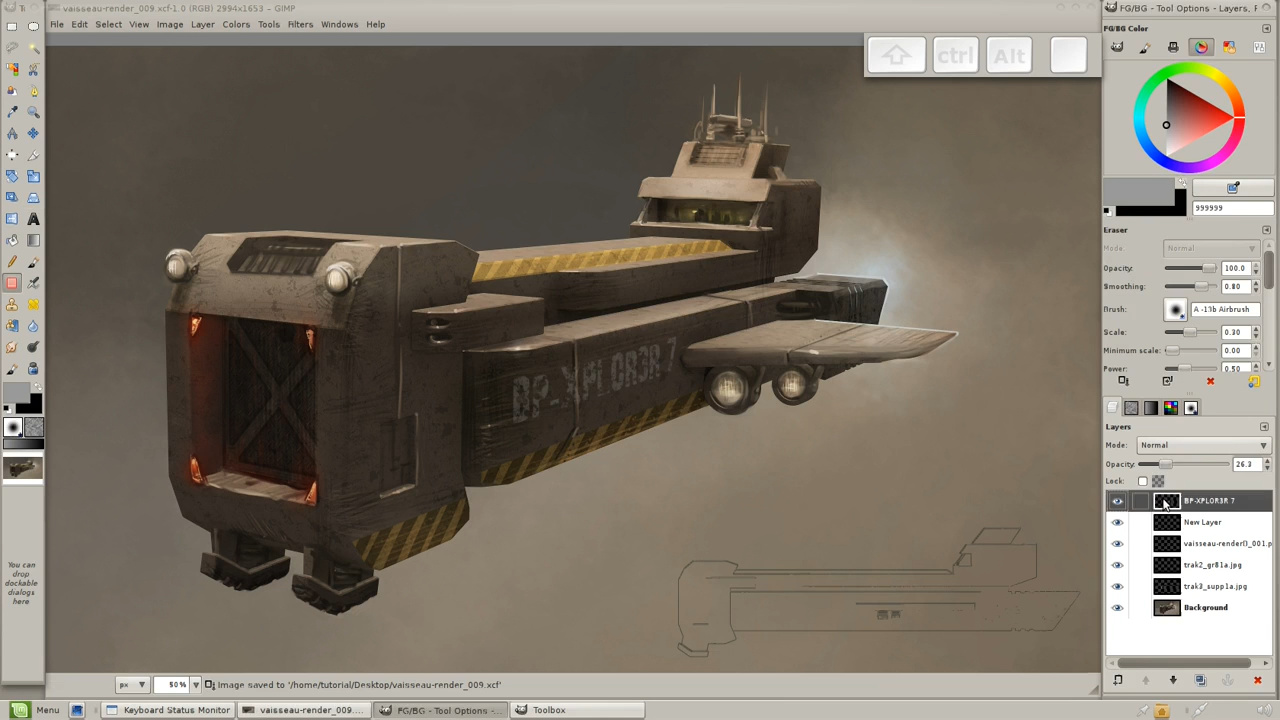 vaisseau-render_009.xcf-1.0 (RGB) 2994x1653 – GIMP
FG/BG - Tool Options - Layers,
File Edit Select View Image Layer Colors Tools Filters Windows Help
FG/BG Color
ctrl
Alt
999999
Eraser
Mode: Normal
Opacity: 100.0
Smoothing: 0.80
Brush: Airbrush
Scale: 0.30
Minimum scale: 0.00
Power: 0.50
BP-XPLOR3R 7
Layers
Mode: Normal
Opacity: 26.3
Lock:
BP-XPLOR3R 7
New Layer
vaisseau-render()_001.p
trak2_gr81a.jpg
trak3_supp1a.jpg
Background
You can
drop
dockable
dialogs
here
px 50% Image saved to '/home/tutorial/Desktop/vaisseau-render_009.xcf'
Menu Keyboard Status Monitor vaisseau-render_009.... FG/BG - Tool Options -... Toolbox